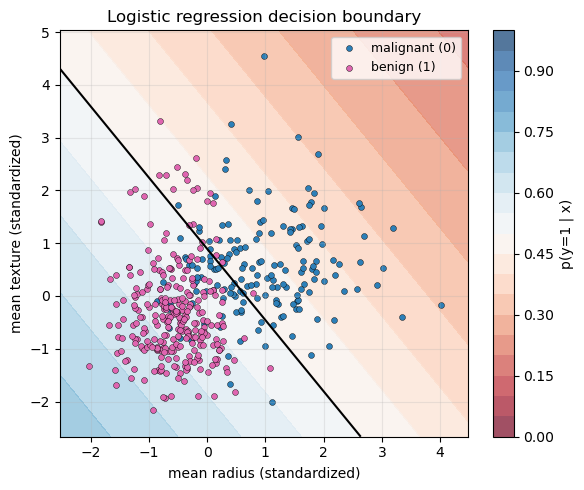 Logistic regression decision boundary
malignant (0)
benign (1)
5
4
3
2
1
0
−1
−2
mean texture (standardized)
−2 −1 0 1 2 3 4
mean radius (standardized)
0.90
0.75
0.60
0.45
0.30
0.15
0.00
p(y=1 | x)